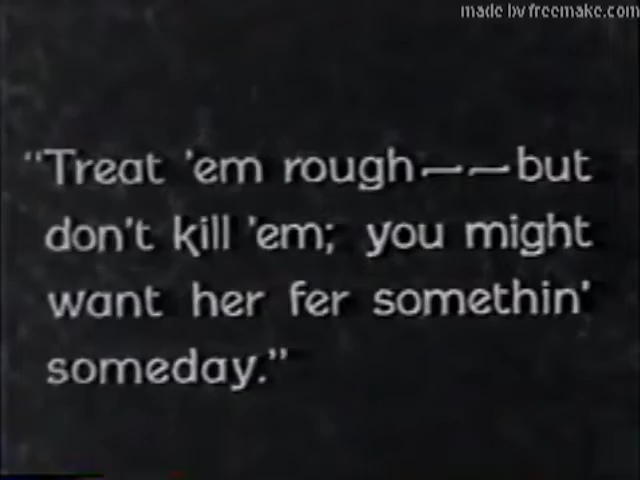 made by freemake.com
"Treat 'em rough——but
don't kill 'em; you might
want her fer somethin'
someday."